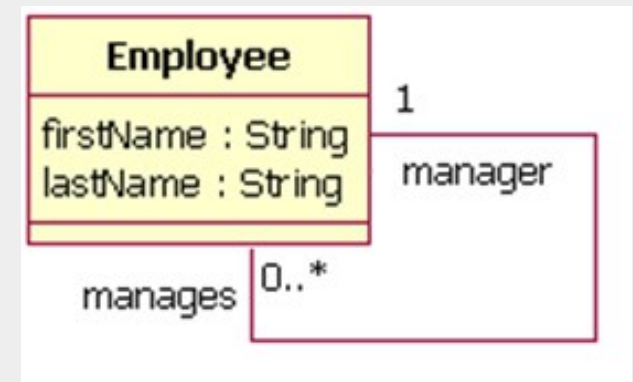 Employee
firstName : String
lastName : String
1
manager
manages
0..*